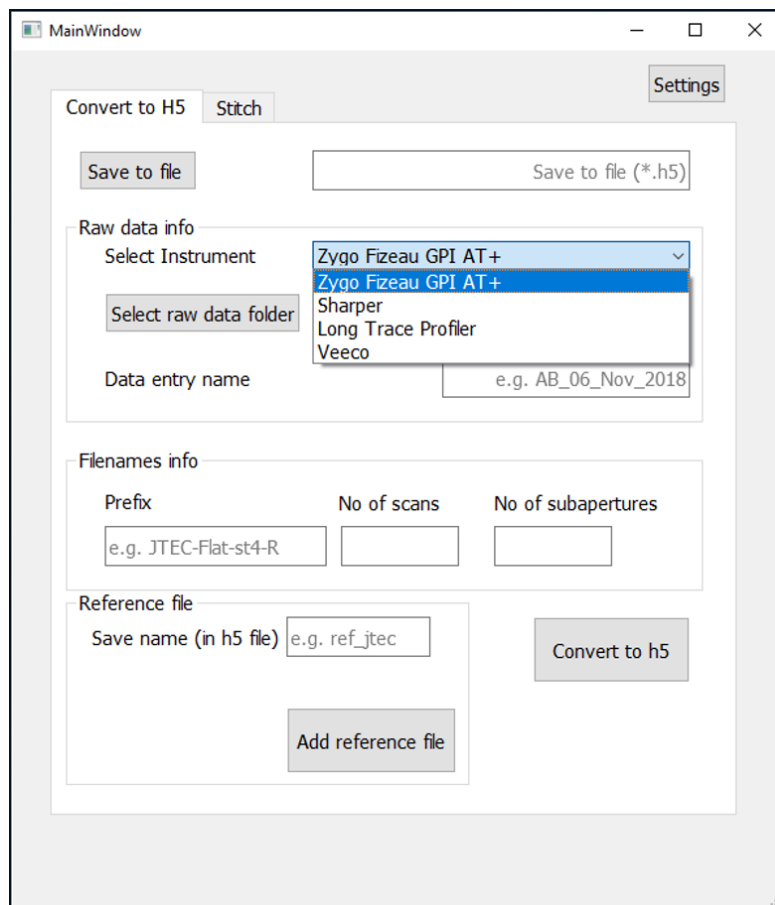 MainWindow
Settings
Convert to H5 Stitch
Save to file Save to file (*.h5)
Raw data info
Select Instrument Zygo Fizeau GPI AT+
Zygo Fizeau GPI AT+
Select raw data folder Sharper
Long Trace Profiler
Veeco
Data entry name e.g. AB_06_Nov_2018
Filenames info
Prefix No of scans No of subapertures
e.g. JTEC-Flat-st4-R
Reference file
Save name (in h5 file) e.g. ref_jtec
Convert to h5
Add reference file